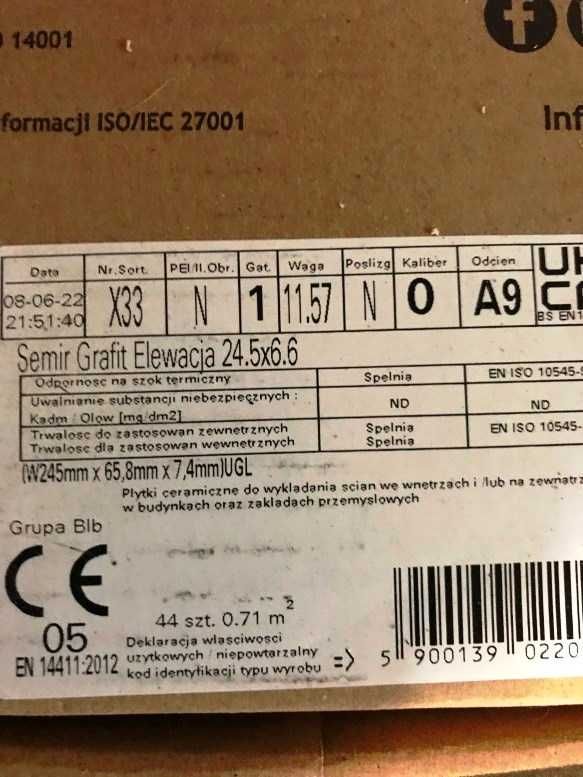 14001
formacji ISO/IEC 27001
Inf
Data Nr.Sort. PEI/Il.Obr. Gat. Waga Poslizg Kaliber Odcien
08-06-22 X33 N 1 11.57 N 0 A9
21:51:40
BS EN1
Semir Grafit Elewacja 24.5x6.6
Odpornosc na szok termiczny Spelnia EN ISO 10545-
Uwalnianie substancji niebezpiecznych :
Kadm / Olow [mg/dm2] ND ND
Trwalosc do zastosowan zewnetrznych Spelnia EN ISO 10545-
Trwalosc dla zastosowan wewnetrznych Spelnia
(W245mm x 65,8mm x 7,4mm)UGL
Plytki ceramiczne do wykladania scian we wnetrzach i /lub na zewnatrz
w budynkach oraz zakladach przemyslowych
Grupa BIb
CE
05
EN 14411:2012
44 szt. 0.71 m2
Deklaracja wlasciwosci
uzytkowych / niepowtarzalny
kod identyfikacji typu wyrobu =>
5 900139 0220